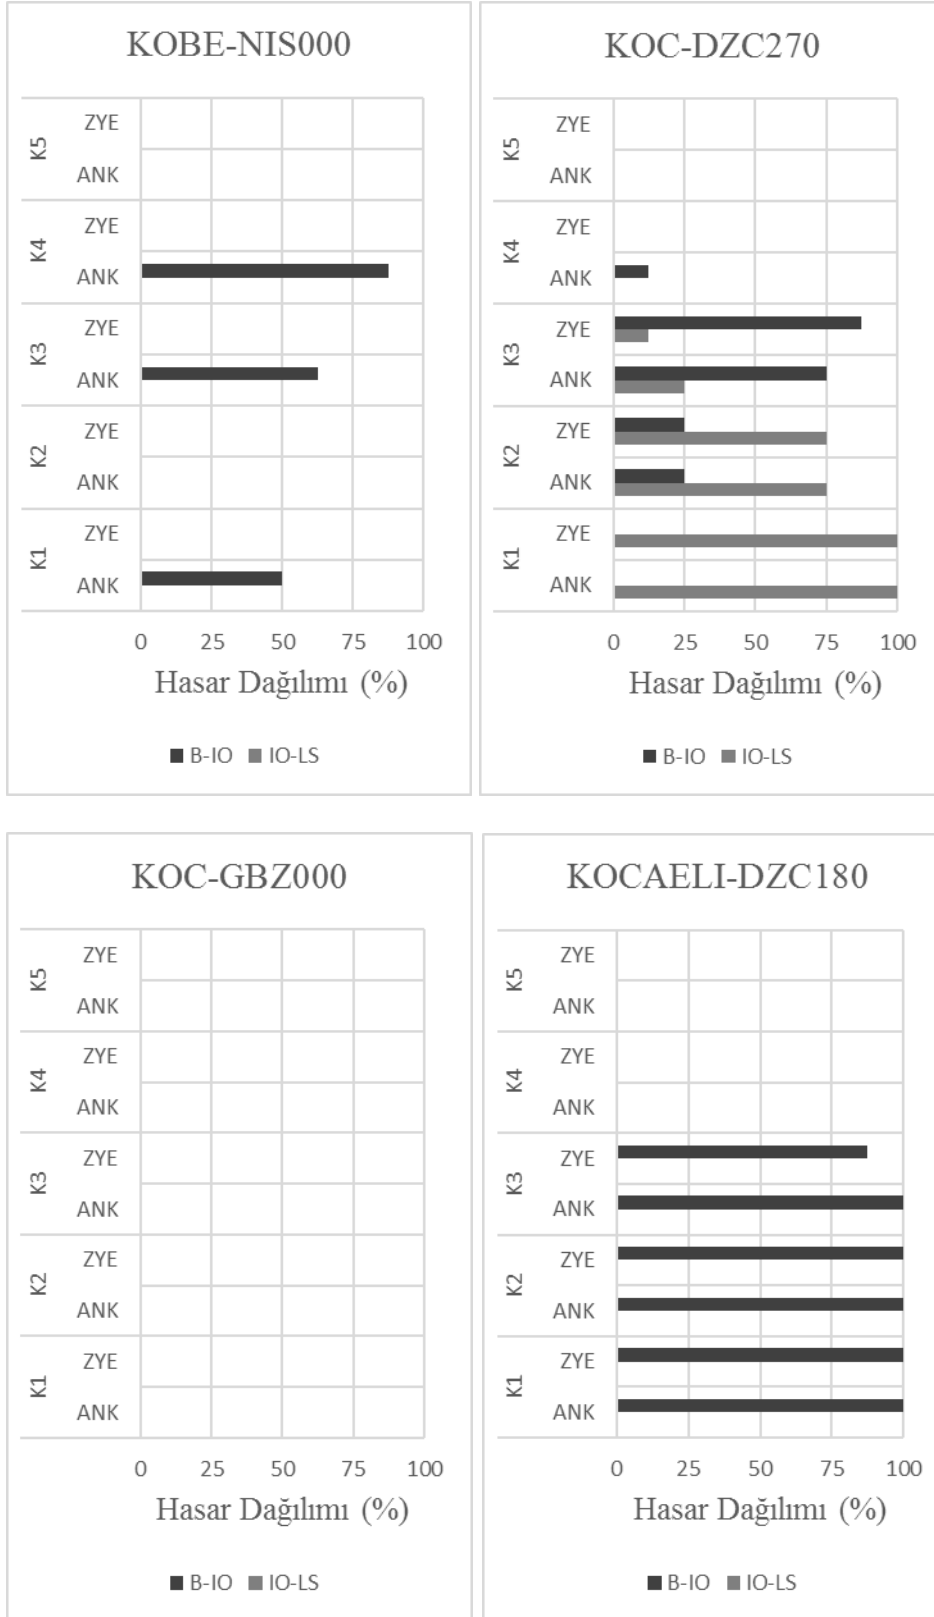 KOBE-NIS000
K5
ZYE
ANK
K4
ZYE
ANK
K3
ZYE
ANK
K2
ZYE
ANK
K1
ZYE
ANK
0 25 50 75 100
Hasar Dağılımı (%)
B-IO IO-LS
KOC-DZC270
K5
ZYE
ANK
K4
ZYE
ANK
K3
ZYE
ANK
K2
ZYE
ANK
K1
ZYE
ANK
0 25 50 75 100
Hasar Dağılımı (%)
B-IO IO-LS
KOC-GBZ000
K5
ZYE
ANK
K4
ZYE
ANK
K3
ZYE
ANK
K2
ZYE
ANK
K1
ZYE
ANK
0 25 50 75 100
Hasar Dağılımı (%)
B-IO IO-LS
KOCAELI-DZC180
K5
ZYE
ANK
K4
ZYE
ANK
K3
ZYE
ANK
K2
ZYE
ANK
K1
ZYE
ANK
0 25 50 75 100
Hasar Dağılımı (%)
B-IO IO-LS